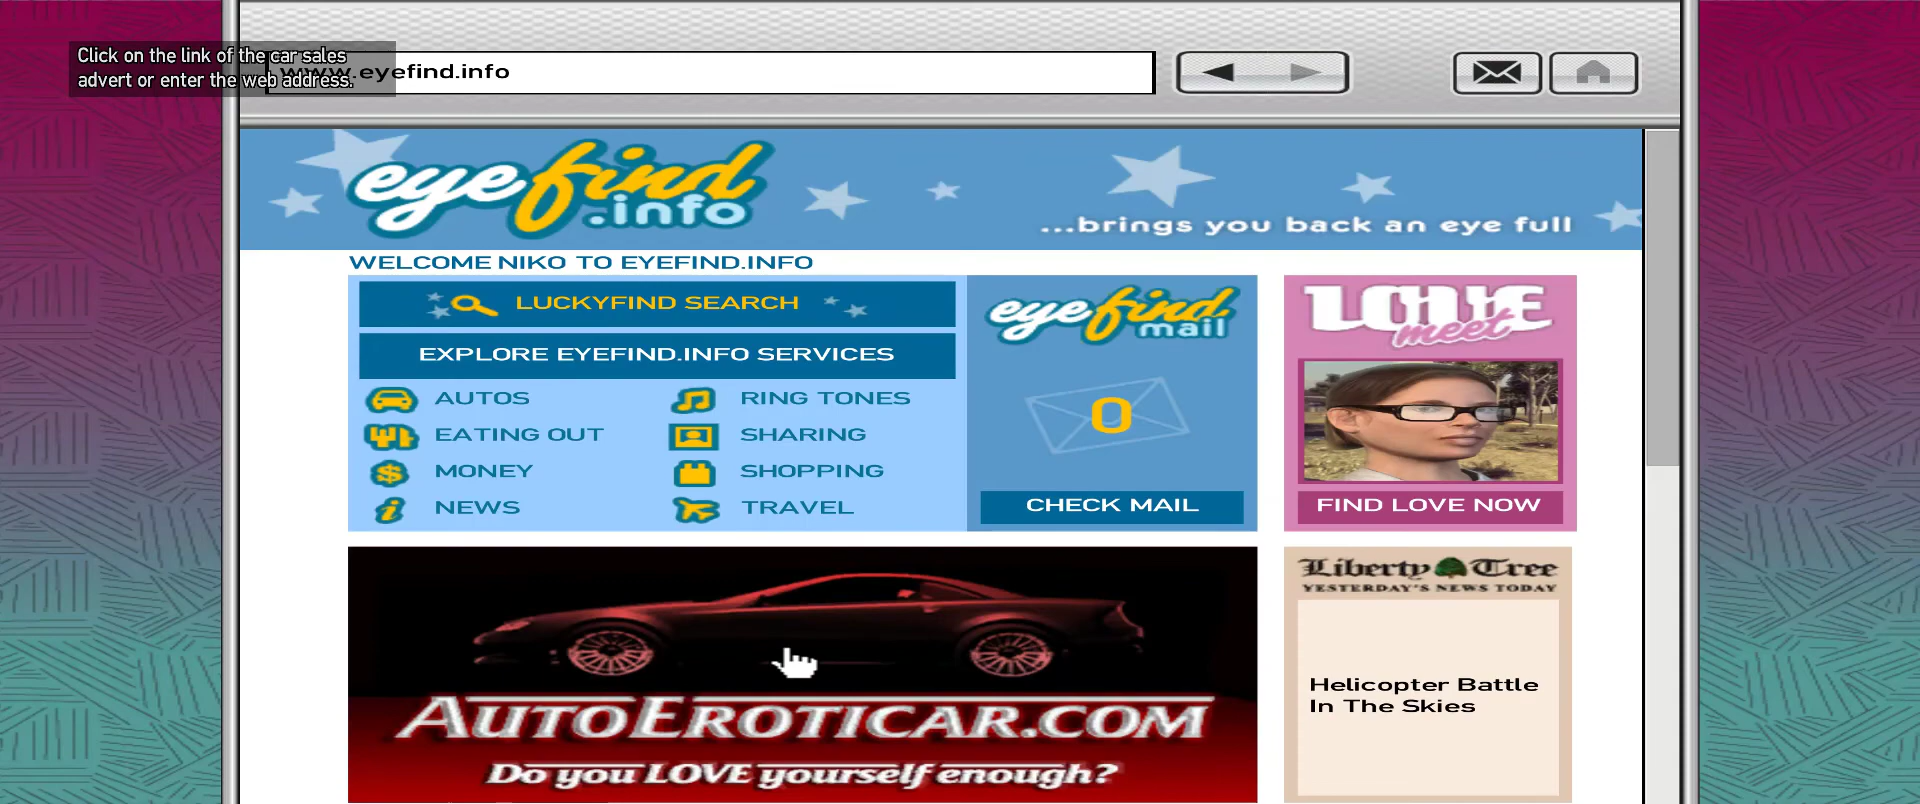 Click on the link of the car sales
advert or enter the web address.
www.eyefind.info
eyefind
.info
...brings you back an eye full
WELCOME NIKO TO EYEFIND.INFO
LUCKYFIND SEARCH
EXPLORE EYEFIND.INFO SERVICES
AUTOS
RING TONES
EATING OUT
SHARING
MONEY
SHOPPING
NEWS
TRAVEL
eyefind
mail
0
CHECK MAIL
LOVE
meet
FIND LOVE NOW
AUTOEROTICAR.COM
Do you LOVE yourself enough?
Liberty Tree
YESTERDAY'S NEWS TODAY
Helicopter Battle
In The Skies